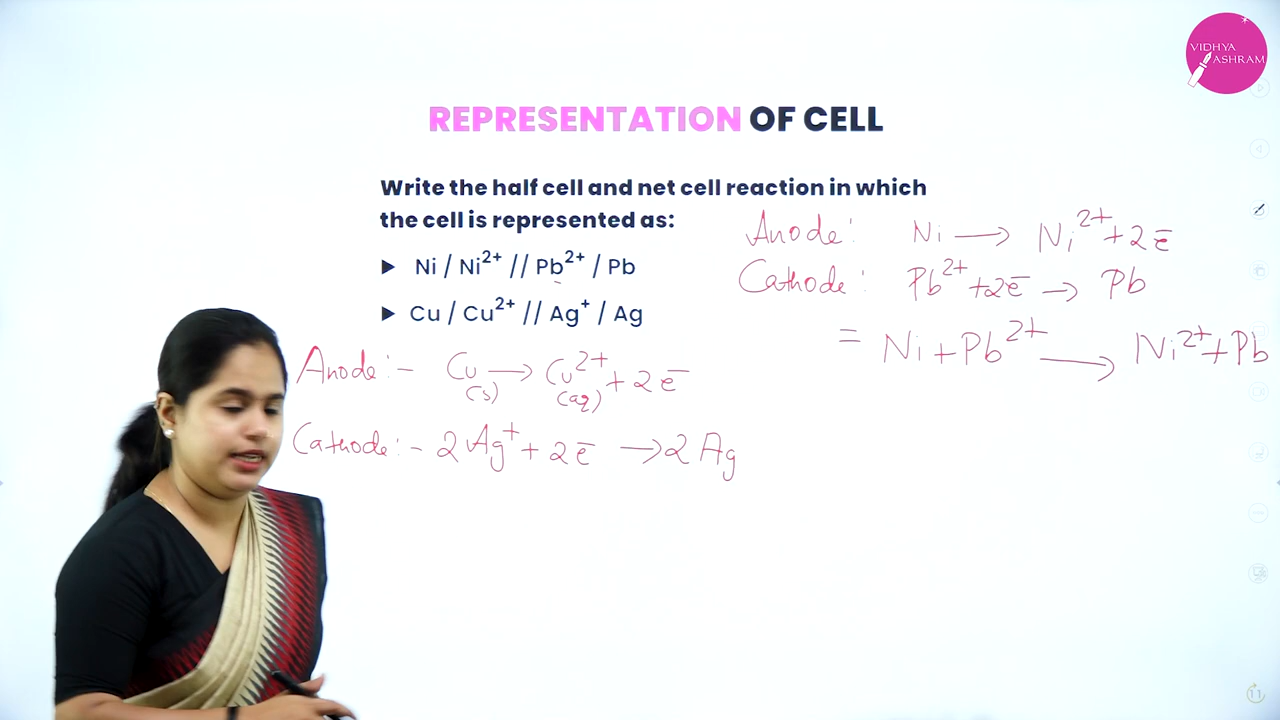 VIDHYA
ASHRAM
REPRESENTATION OF CELL
Write the half cell and net cell reaction in which
the cell is represented as:
► Ni / Ni²⁺ // Pb²⁺ / Pb
► Cu / Cu²⁺ // Ag⁺ / Ag
Anode: Ni → Ni²⁺ + 2e⁻
Cathode: Pb²⁺ + 2e⁻ → Pb
= Ni + Pb²⁺ → Ni²⁺ + Pb
Anode:- Cu(s) → Cu²⁺(aq) + 2e⁻
Cathode:- 2Ag⁺ + 2e⁻ → 2Ag
11